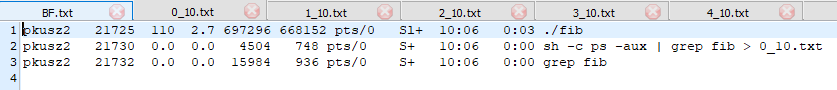 BF.txt 0_10.txt 1_10.txt 2_10.txt 3_10.txt 4_10.txt
1 pkusz2 21725 110 2.7 697296 668152 pts/0 Sl+ 10:06 0:03 ./fib
2 pkusz2 21730 0.0 0.0 4504 748 pts/0 S+ 10:06 0:00 sh -c ps -aux | grep fib > 0_10.txt
3 pkusz2 21732 0.0 0.0 15984 936 pts/0 S+ 10:06 0:00 grep fib
4